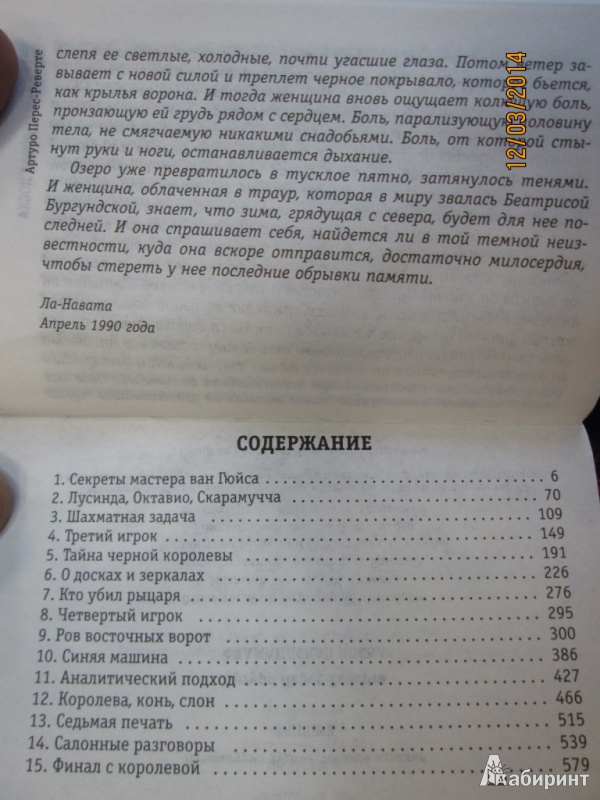 слепя ее светлые, холодные, почти угасшие глаза. Потом ветер за-
вывает с новой силой и треплет черное покрывало, которое бьется,
как крылья ворона. И тогда женщина вновь ощущает колющую боль,
пронзающую ей грудь рядом с сердцем. Боль, парализующую половину
тела, не смягчаемую никакими снадобьями. Боль, от которой сты-
нут руки и ноги, останавливается дыхание.
Озеро уже превратилось в тусклое пятно, затянулось тенями.
И женщина, облаченная в траур, которая в миру звалась Беатрисой
Бургундской, знает, что зима, грядущая с севера, будет для нее по-
следней. И она спрашивает себя, найдется ли в той темной неиз-
вестности, куда она вскоре отправится, достаточно милосердия,
чтобы стереть у нее последние обрывки памяти.
Ла-Навата
Апрель 1990 года
Артуро Перес-Реверте
12/03/2014
СОДЕРЖАНИЕ
1. Секреты мастера ван Гюйса 6
2. Лусинда, Октавио, Скарамучча 70
3. Шахматная задача 109
4. Третий игрок 149
5. Тайна черной королевы 191
6. О досках и зеркалах 226
7. Кто убил рыцаря 276
8. Четвертый игрок 295
9. Ров восточных ворот 300
10. Синяя машина 386
11. Аналитический подход 427
12. Королева, конь, слон 466
13. Седьмая печать 515
14. Салонные разговоры 539
15. Финал с королевой 579
Лабиринт